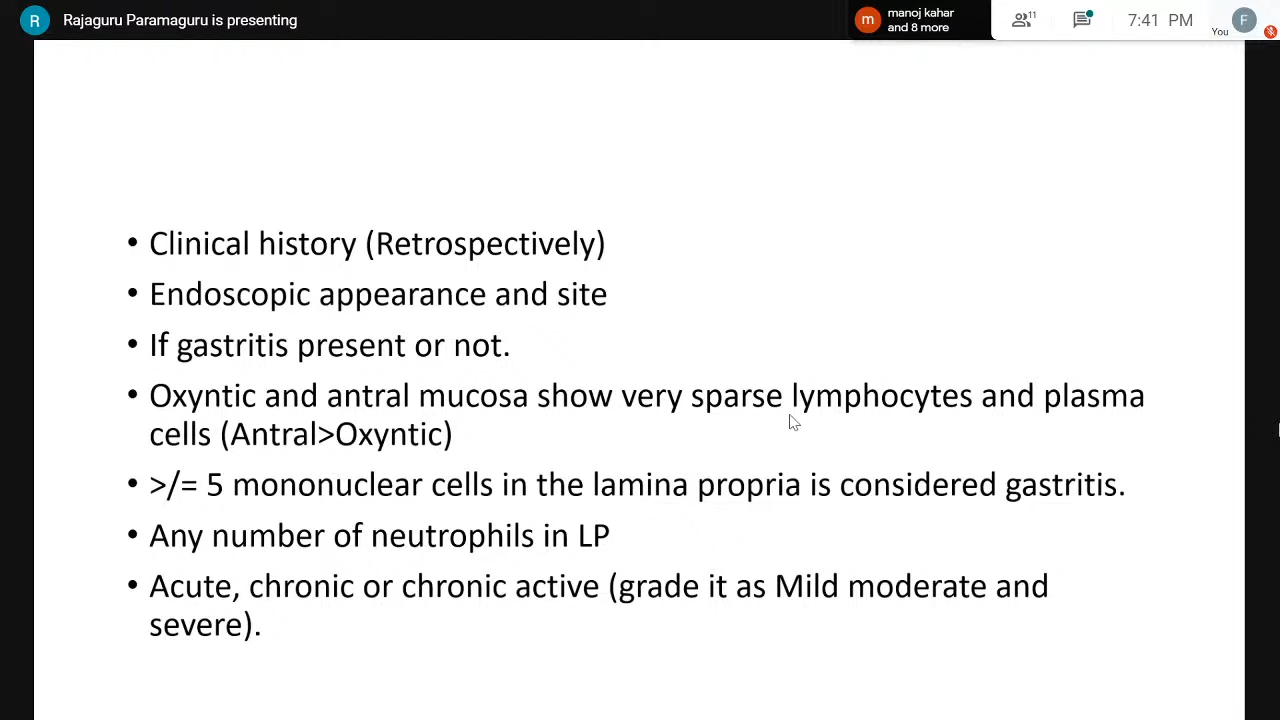 R Rajaguru Paramaguru is presenting
m manoj kahar
and 8 more
11
7:41 PM
You
F
• Clinical history (Retrospectively)
• Endoscopic appearance and site
• If gastritis present or not.
• Oxyntic and antral mucosa show very sparse lymphocytes and plasma
cells (Antral>Oxyntic)
• >/= 5 mononuclear cells in the lamina propria is considered gastritis.
• Any number of neutrophils in LP
• Acute, chronic or chronic active (grade it as Mild moderate and
severe).